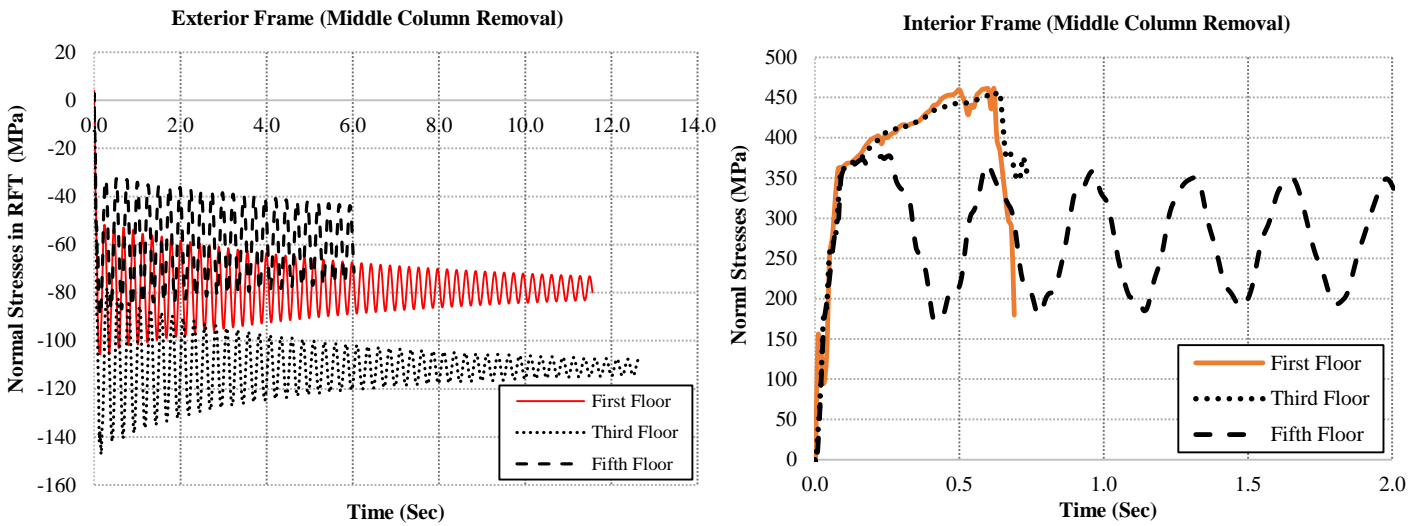 Exterior Frame (Middle Column Removal)
Normal Stresses in RFT (MPa)
20
0
-20
-40
-60
-80
-100
-120
-140
-160
0.0 2.0 4.0 6.0 8.0 10.0 12.0 14.0
First Floor
Third Floor
Fifth Floor
Time (Sec)
Interior Frame (Middle Column Removal)
Norml Stresses (MPa)
500
450
400
350
300
250
200
150
100
50
0
0.0 0.5 1.0 1.5 2.0
First Floor
Third Floor
Fifth Floor
Time (Sec)